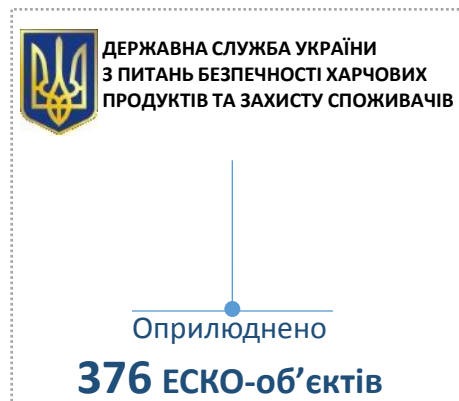 ДЕРЖАВНА СЛУЖБА УКРАЇНИ
З ПИТАНЬ БЕЗПЕЧНОСТІ ХАРЧОВИХ
ПРОДУКТІВ ТА ЗАХИСТУ СПОЖИВАЧІВ
Оприлюднено
376 ЕСКО-об’єктів